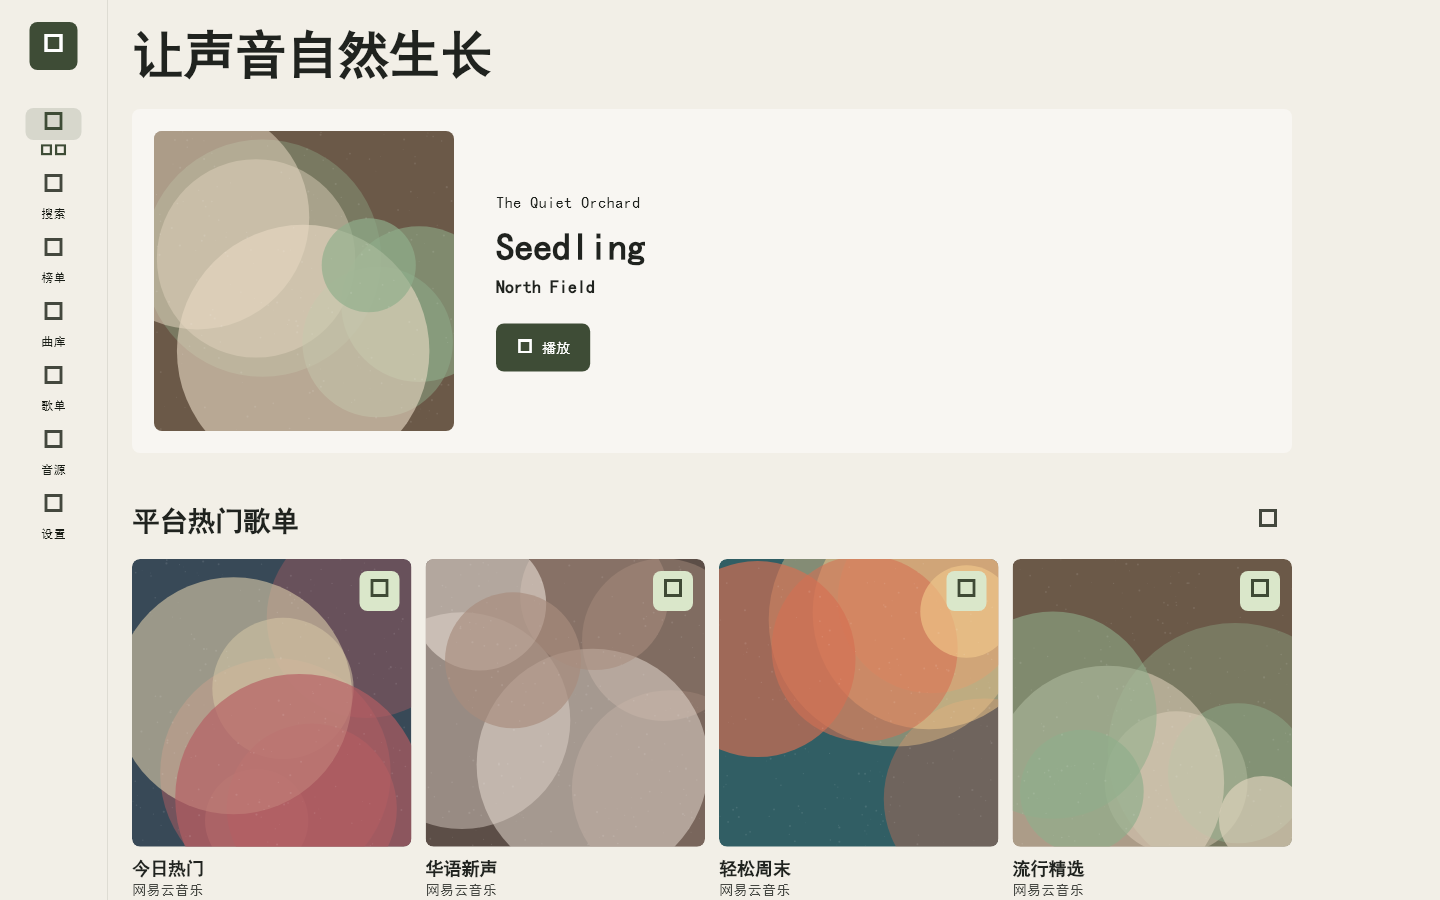 让声音自然生长
搜索
榜单
曲库
歌单
音源
设置
The Quiet Orchard
Seedling
North Field
播放
平台热门歌单
今日热门
网易云音乐
华语新声
网易云音乐
轻松周末
网易云音乐
流行精选
网易云音乐